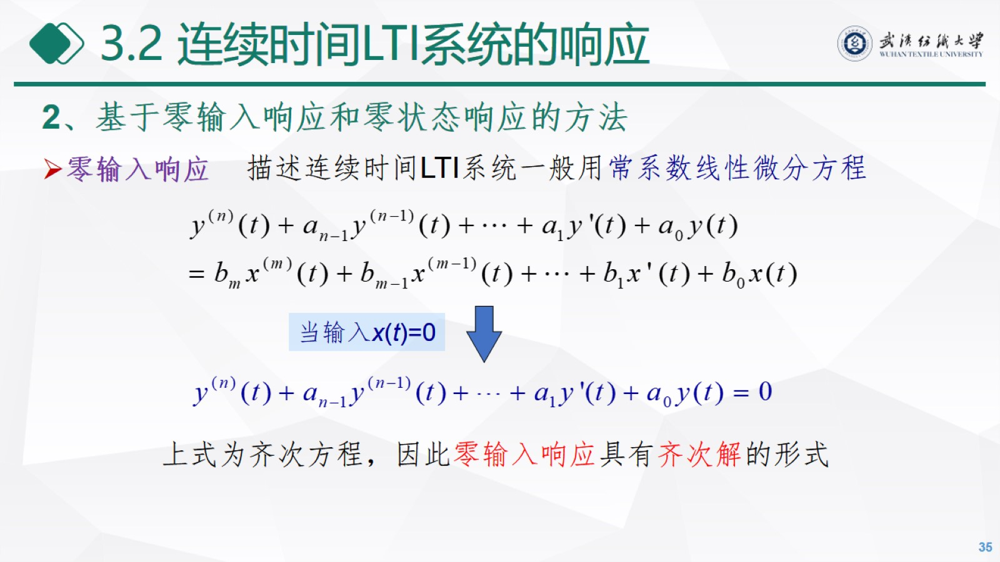 3.2 连续时间LTI系统的响应
武汉纺织大学
WUHAN TEXTILE UNIVERSITY
2、基于零输入响应和零状态响应的方法
➢零输入响应 描述连续时间LTI系统一般用常系数线性微分方程
y^{(n)}(t) + a_{n-1}y^{(n-1)}(t) + ⋯ + a_1y'(t) + a_0y(t)
= b_m x^{(m)}(t) + b_{m-1}x^{(m-1)}(t) + ⋯ + b_1x'(t) + b_0x(t)
当输入x(t)=0
y^{(n)}(t) + a_{n-1}y^{(n-1)}(t) + ⋯ + a_1y'(t) + a_0y(t) = 0
上式为齐次方程，因此零输入响应具有齐次解的形式
35